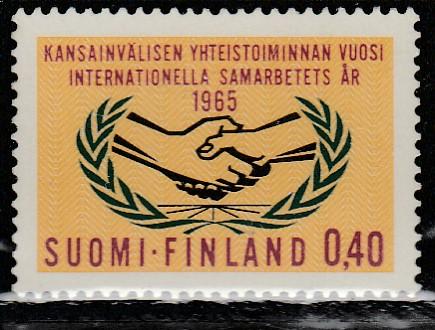 KANSAINVÄLISEN YHTEISTOIMINNAN VUOSI
INTERNATIONELLA SAMARBETETS ÅR
1965
SUOMI·FINLAND 0,40